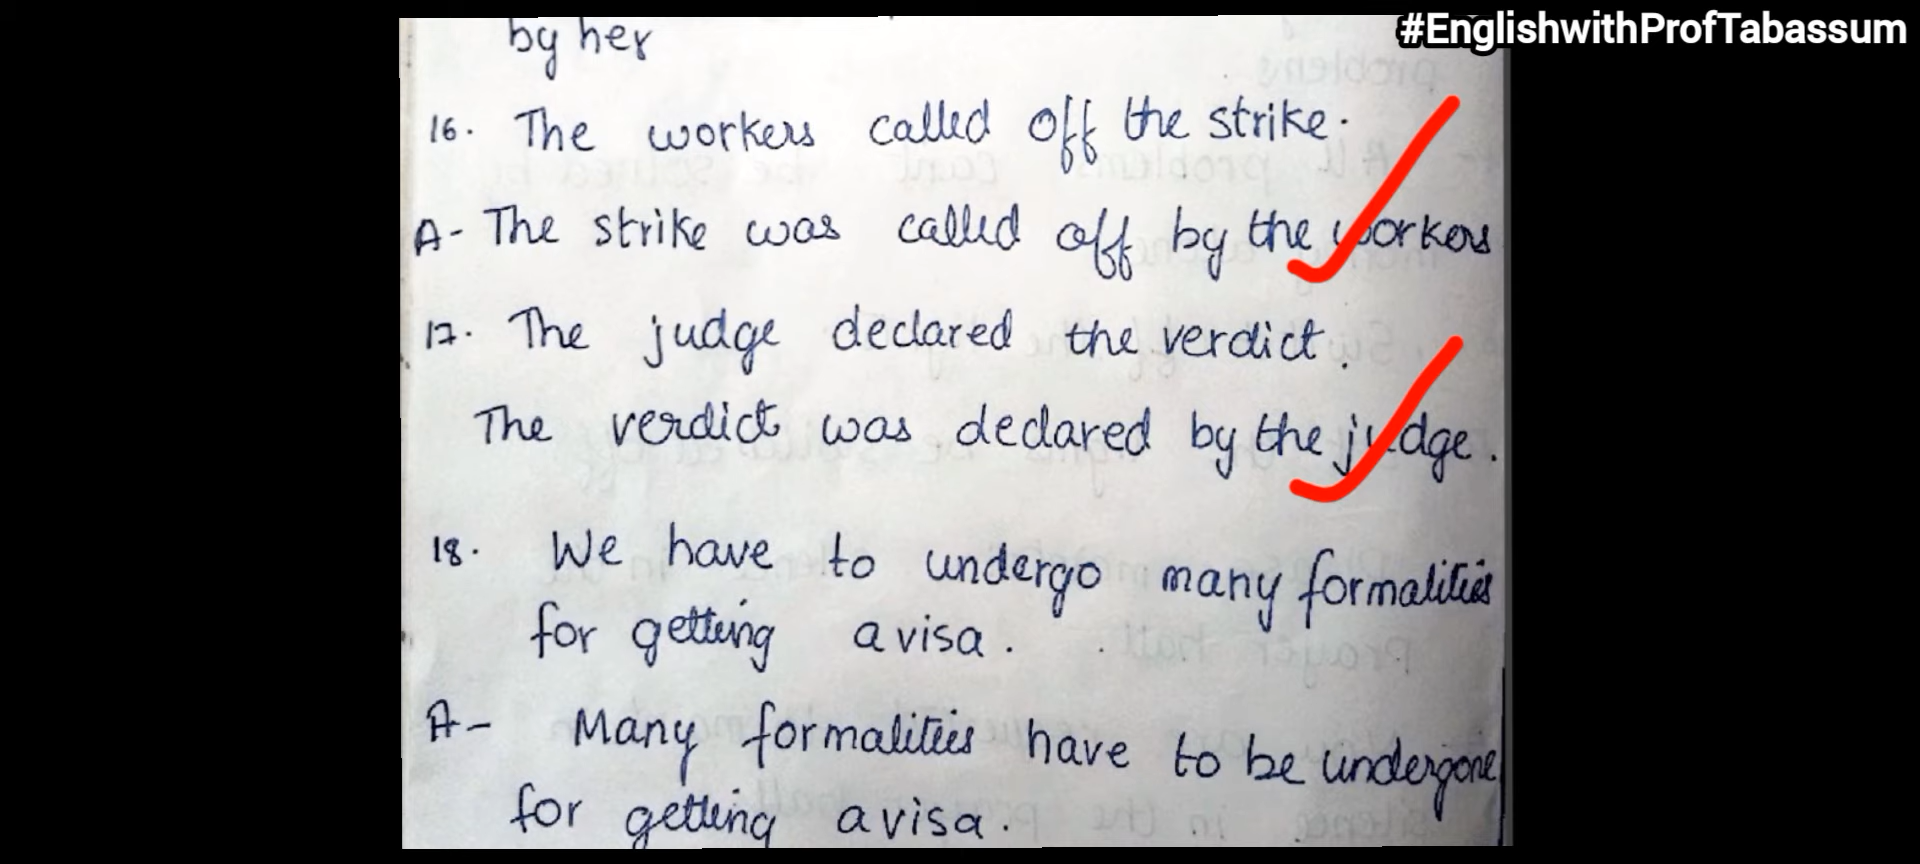 #EnglishwithProfTabassum
by her
16. The workers called off the strike.
A- The strike was called off by the workers
17. The judge declared the verdict.
The verdict was declared by the judge.
18. We have to undergo many formalities
for getting a visa.
A- Many formalities have to be undergone
for getting a visa.